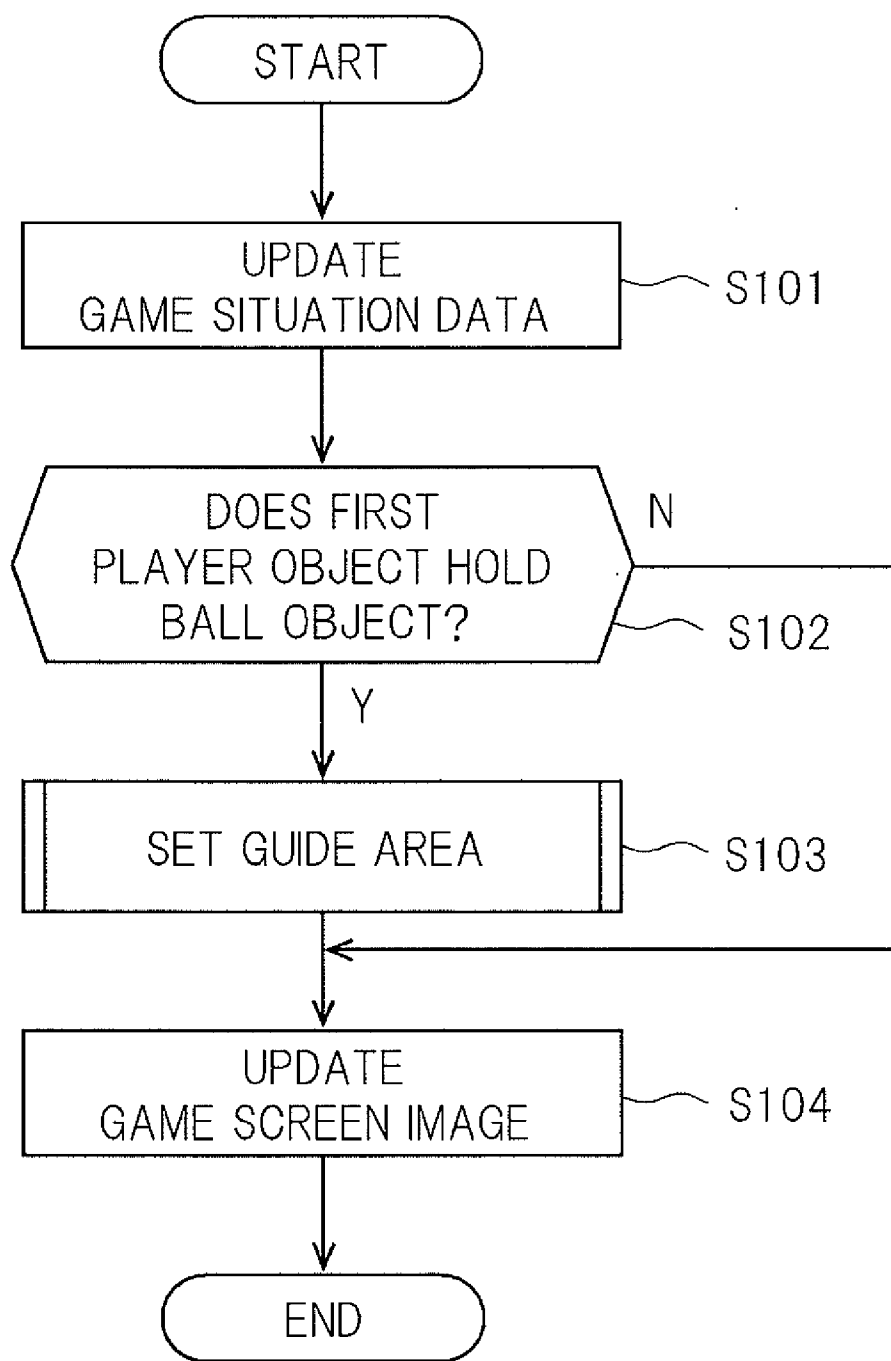 START
UPDATE
GAME SITUATION DATA
S101
DOES FIRST
PLAYER OBJECT HOLD
BALL OBJECT?
N
S102
Y
SET GUIDE AREA
S103
UPDATE
GAME SCREEN IMAGE
S104
END